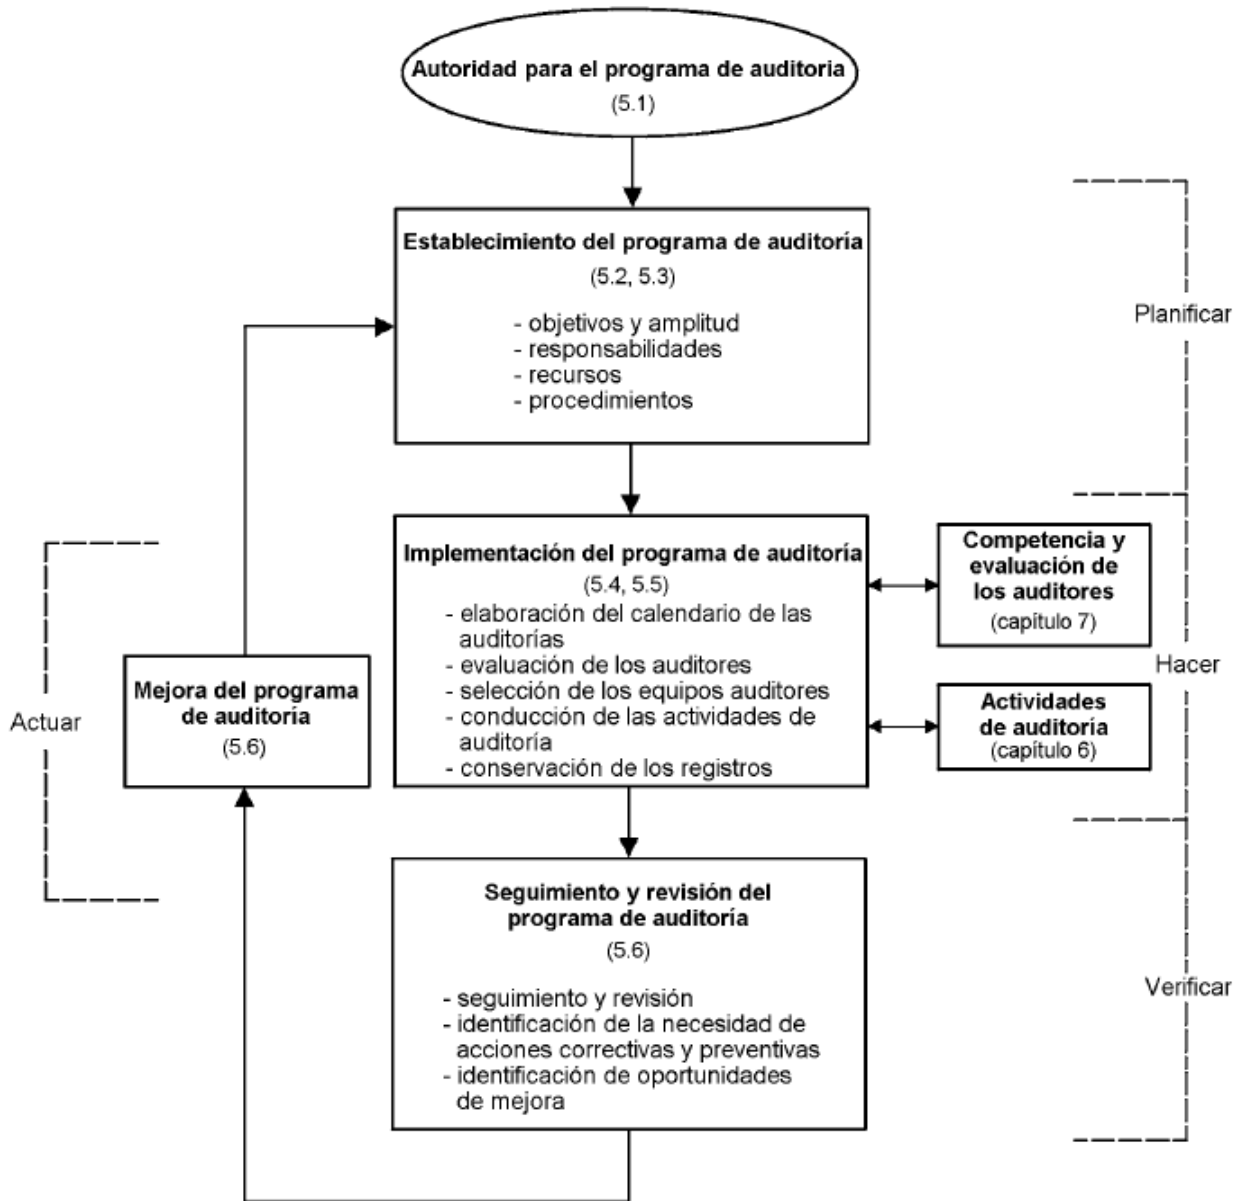 Autoridad para el programa de auditoria
(5.1)
Establecimiento del programa de auditoría
(5.2, 5.3)
- objetivos y amplitud
- responsabilidades
- recursos
- procedimientos
Planificar
Implementación del programa de auditoría
(5.4, 5.5)
- elaboración del calendario de las
auditorías
- evaluación de los auditores
- selección de los equipos auditores
- conducción de las actividades de
auditoría
- conservación de los registros
Competencia y
evaluación de
los auditores
(capítulo 7)
Hacer
Actividades
de auditoría
(capítulo 6)
Mejora del programa
de auditoría
(5.6)
Actuar
Seguimiento y revisión del
programa de auditoría
(5.6)
- seguimiento y revisión
- identificación de la necesidad de
acciones correctivas y preventivas
- identificación de oportunidades
de mejora
Verificar